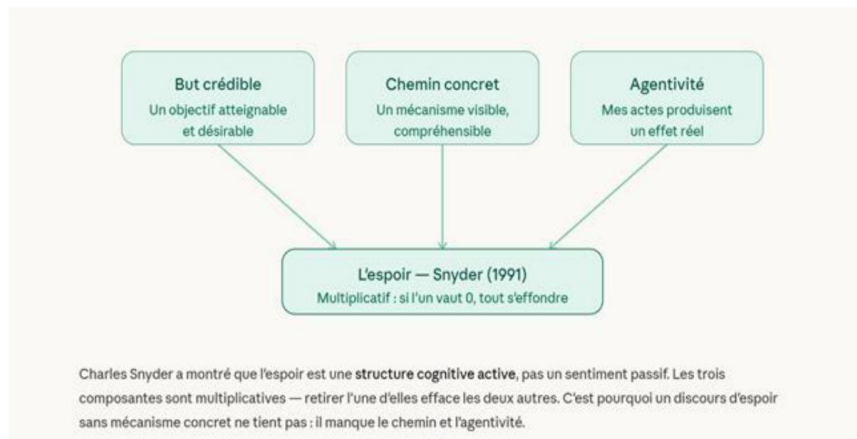 But crédible
Un objectif atteignable
et désirable
Chemin concret
Un mécanisme visible,
compréhensible
Agentivité
Mes actes produisent
un effet réel
L'espoir — Snyder (1991)
Multiplicatif : si l'un vaut 0, tout s'effondre
Charles Snyder a montré que l'espoir est une structure cognitive active, pas un sentiment passif. Les trois
composantes sont multiplicatives — retirer l'une d'elles efface les deux autres. C'est pourquoi un discours d'espoir
sans mécanisme concret ne tient pas : il manque le chemin et l'agentivité.